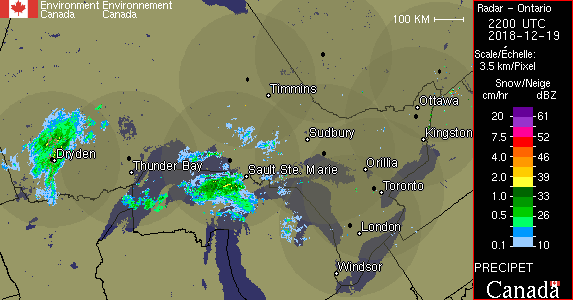 Environment Environnement
Canada Canada
100 KM
Timmins
Ottawa
Sudbury
Kingston
Dryden
Thunder Bay
Sault Ste. Marie
Orillia
Toronto
London
Windsor
Radar - Ontario
2200 UTC
2018-12-19
Scale/Échelle:
3.5 km/Pixel
Snow/Neige
cm/hr dBZ
20 61
7.5 52
4.0 46
2.0 39
1.0 33
0.5 26
0.1 10
PRECIPET
Canada